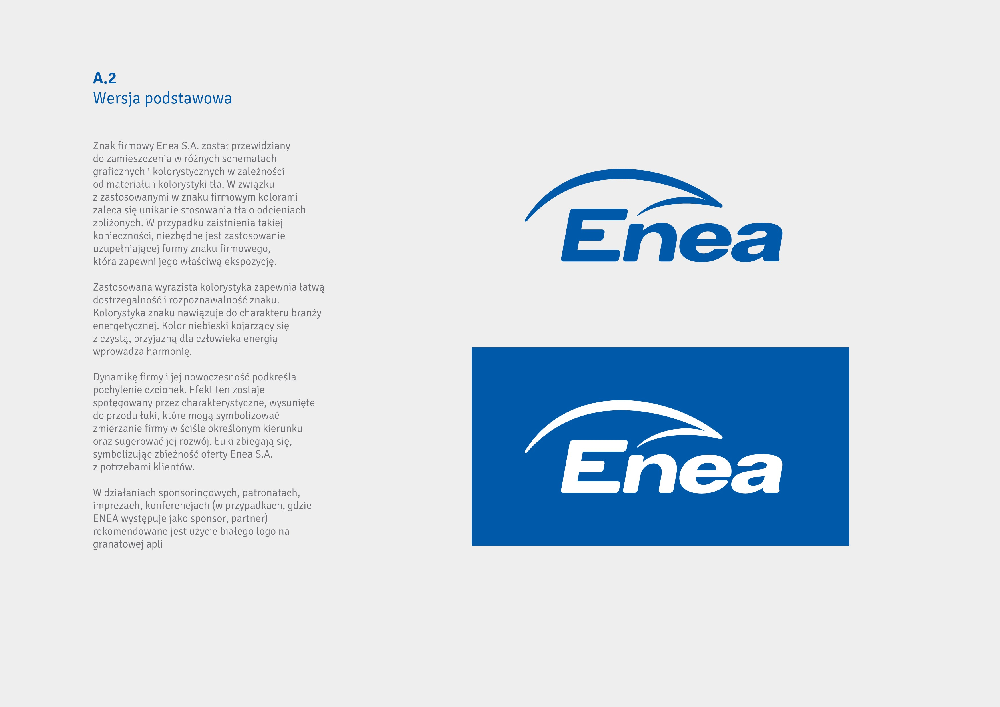 A.2
Wersja podstawowa
Znak firmowy Enea S.A. został przewidziany
do zamieszczenia w różnych schematach
graficznych i kolorystycznych w zależności
od materiału i kolorystyki tła. W związku
z zastosowanymi w znaku firmowym kolorami
zaleca się unikanie stosowania tła o odcieniach
zbliżonych. W przypadku zaistnienia takiej
konieczności, niezbędne jest zastosowanie
uzupełniającej formy znaku firmowego,
która zapewni jego właściwą ekspozycję.
Zastosowana wyrazista kolorystyka zapewnia łatwą
dostrzegalność i rozpoznawalność znaku.
Kolorystyka znaku nawiązuje do charakteru branży
energetycznej. Kolor niebieski kojarzący się
z czystą, przyjazną dla człowieka energią
wprowadza harmonię.
Dynamikę firmy i jej nowoczesność podkreśla
pochylenie czcionek. Efekt ten zostaje
spotęgowany przez charakterystyczne, wysunięte
do przodu łuki, które mogą symbolizować
zmierzanie firmy w ściśle określonym kierunku
oraz sugerować jej rozwój. Łuki zbiegają się,
symbolizując zbieżność oferty Enea S.A.
z potrzebami klientów.
W działaniach sponsoringowych, patronatach,
imprezach, konferencjach (w przypadkach, gdzie
ENEA występuje jako sponsor, partner)
rekomendowane jest użycie białego logo na
granatowej apli
Enea
Enea